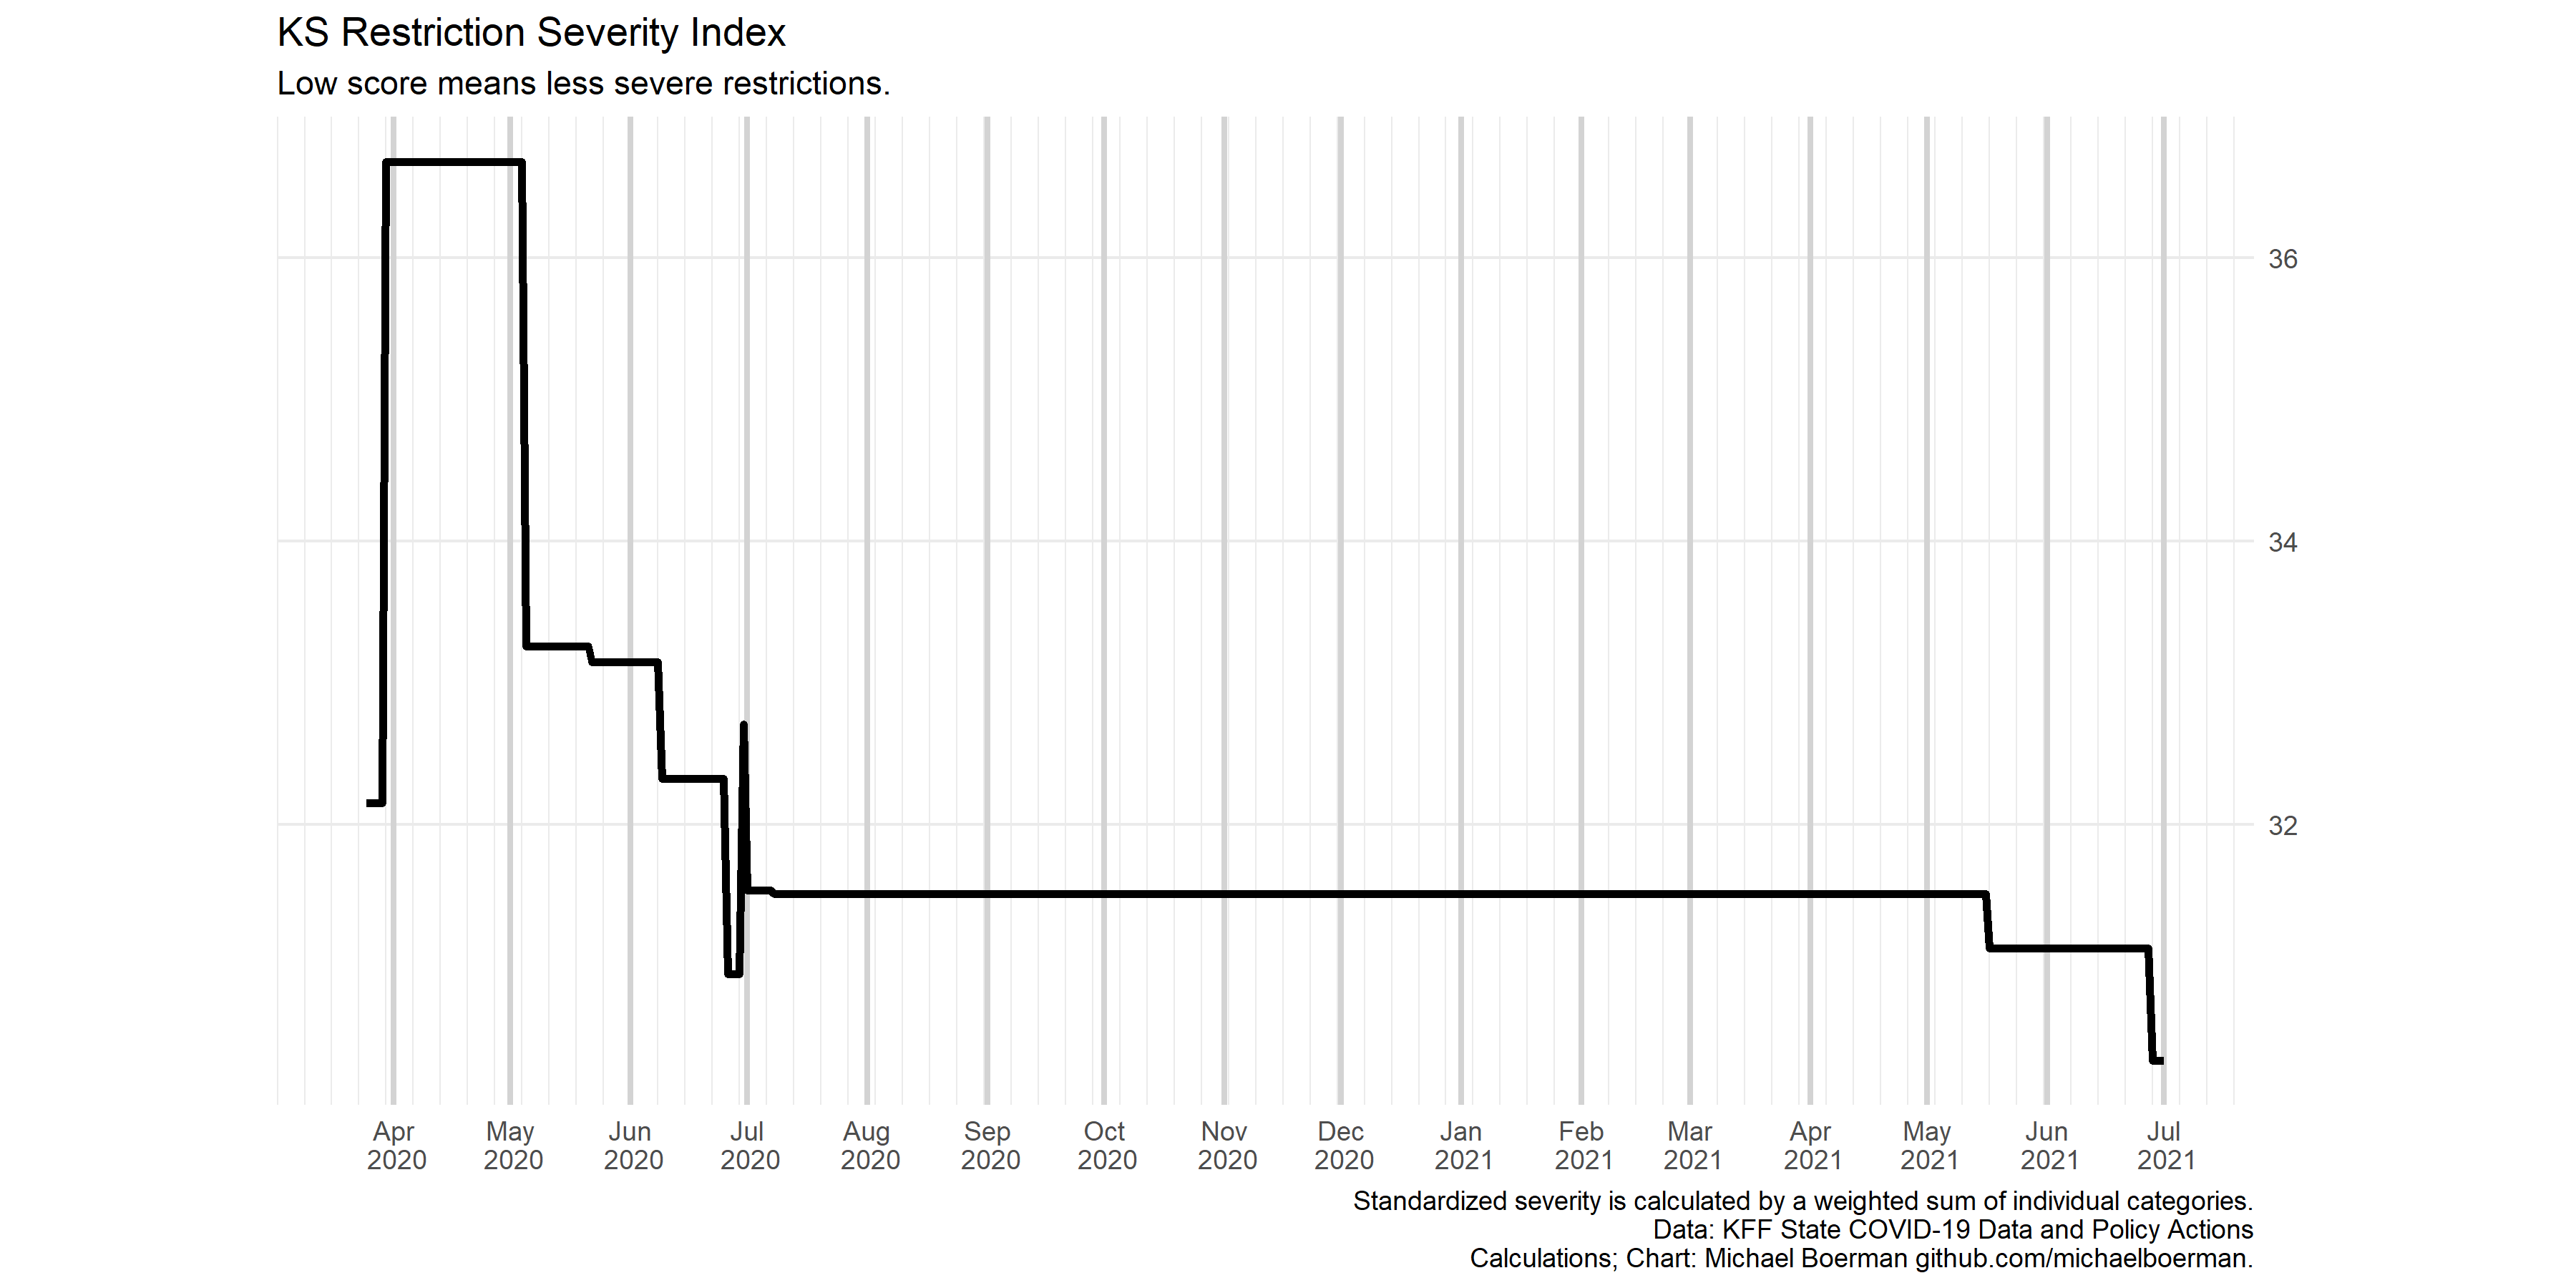 KS Restriction Severity Index
Low score means less severe restrictions.
36
34
32
Apr May Jun Jul Aug Sep Oct Nov Dec Jan Feb Mar Apr May Jun Jul
2020 2020 2020 2020 2020 2020 2020 2020 2020 2021 2021 2021 2021 2021 2021 2021
Standardized severity is calculated by a weighted sum of individual categories.
Data: KFF State COVID-19 Data and Policy Actions
Calculations; Chart: Michael Boerman github.com/michaelboerman.